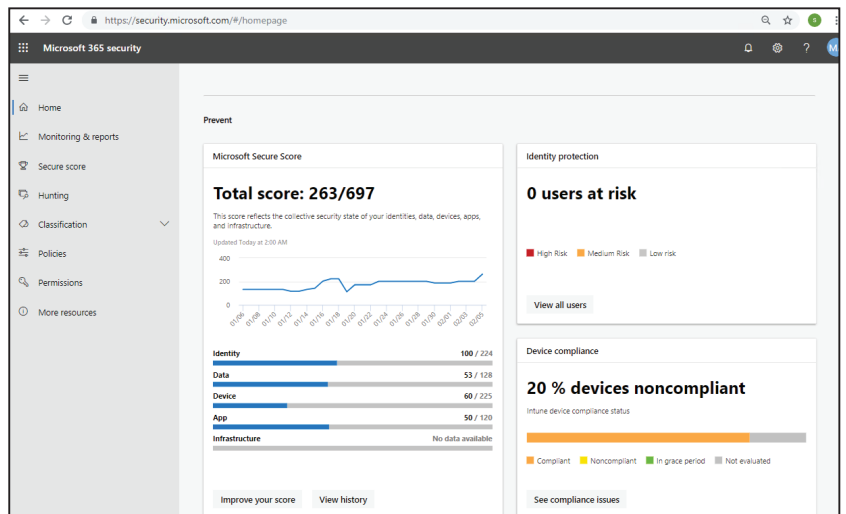 https://security.microsoft.com/#/homepage
S
Microsoft 365 security
?
M
Home
Monitoring & reports
Secure score
Hunting
Classification
Policies
Permissions
More resources
Prevent
Microsoft Secure Score
Total score: 263/697
This score reflects the collective security state of your identities, data, devices, apps,
and infrastructure.
Updated Today at 2:00 AM
400
200
0
01/06 01/08 01/10 01/12 01/14 01/16 01/18 01/20 01/22 01/24 01/26 01/28 01/30 02/01 02/03 02/05
Identity 100 / 224
Data 53 / 128
Device 60 / 225
App 50 / 120
Infrastructure No data available
Improve your score View history
Identity protection
0 users at risk
High Risk Medium Risk Low risk
View all users
Device compliance
20 % devices noncompliant
Intune device compliance status
Compliant Noncompliant In grace period Not evaluated
See compliance issues